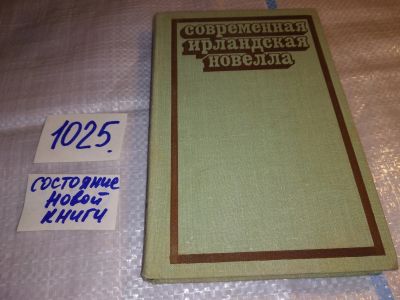 современная
ирландская
новелла
1025.
состояние
новой
книги